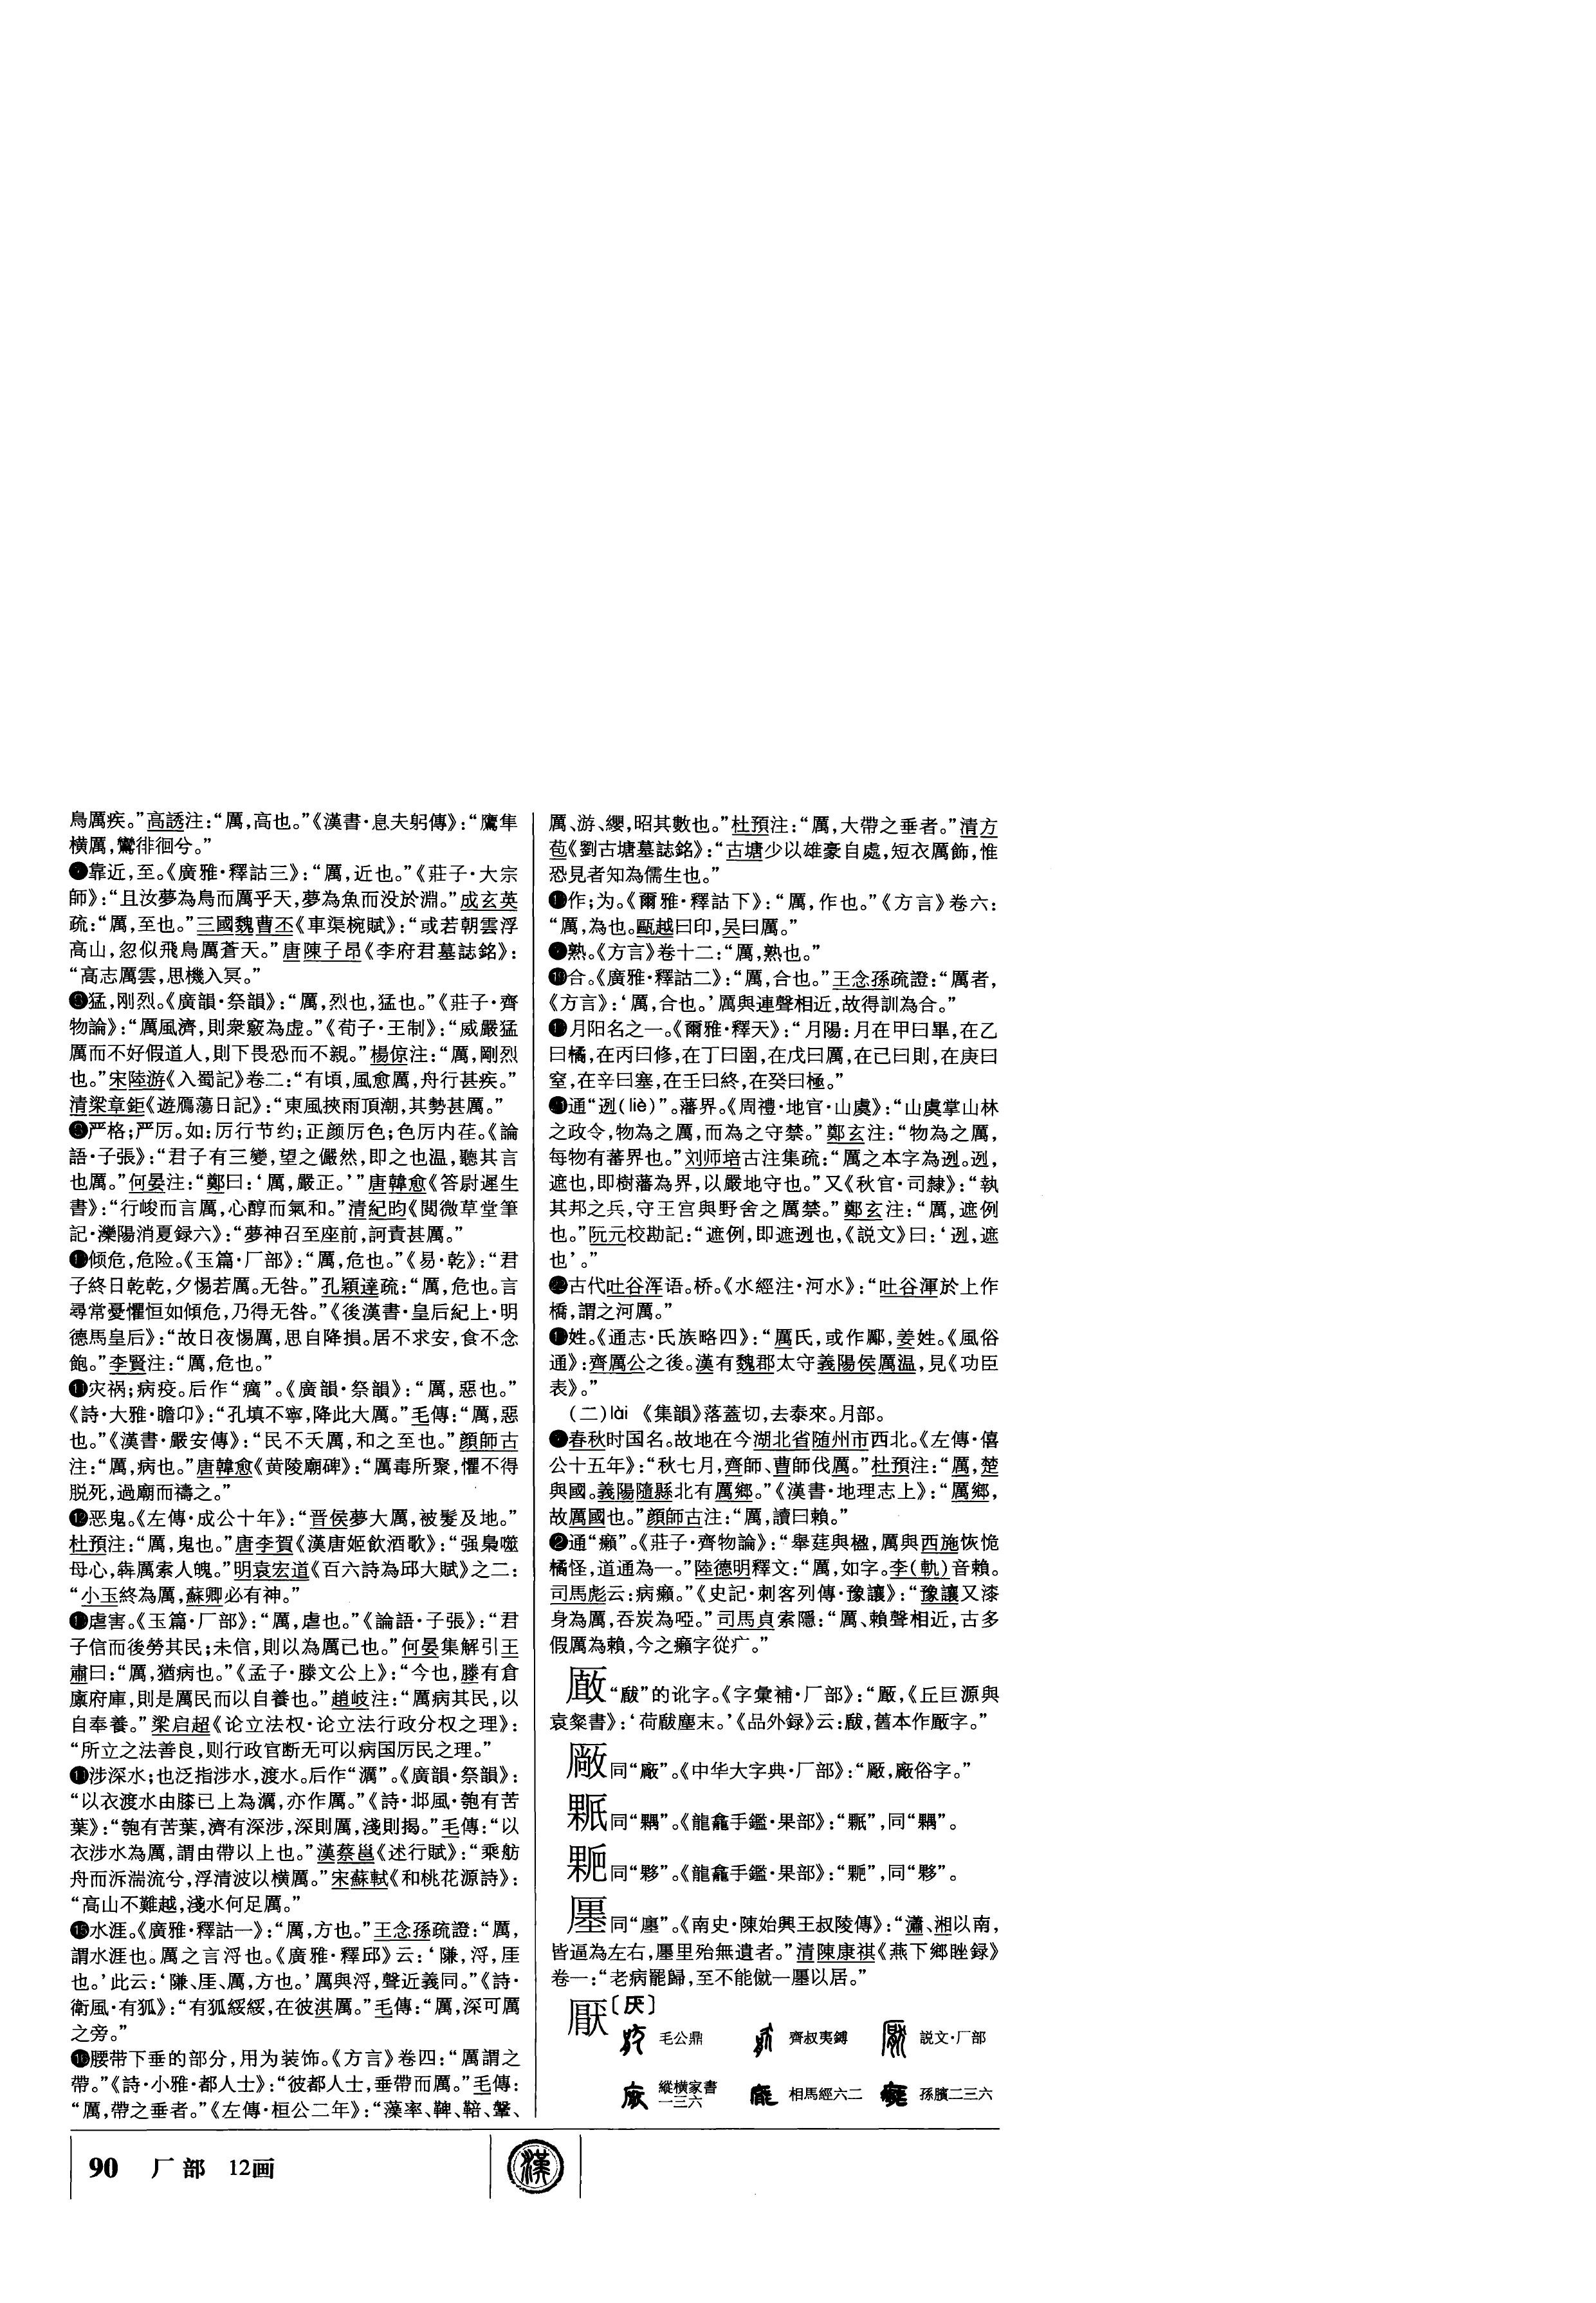 鳥厲疾。”高誘注：“厲，高也。”《漢書·息夫躬傳》：“鷹隼
横厲，鸞徘徊兮。”
❼靠近，至。《廣雅·釋詁三》：“厲，近也。”《莊子·大宗
師》：“且汝夢為鳥而厲乎天，夢為魚而没於淵。”成玄英
疏：“厲，至也。”三國魏曹丕《車渠椀賦》：“或若朝雲浮
高山，忽似飛鳥厲蒼天。”唐陳子昂《李府君墓誌銘》：
“高志厲雲，思機入冥。”
❽猛，刚烈。《廣韻·祭韻》：“厲，烈也，猛也。”《莊子·齊
物論》：“厲風濟，則衆竅為虚。”《荀子·王制》：“威嚴猛
厲而不好假道人，則下畏恐而不親。”楊倞注：“厲，剛烈
也。”宋陸游《入蜀記》卷二：“有頃，風愈厲，舟行甚疾。”
清梁章鉅《遊鴈蕩日記》：“東風挾雨頂潮，其勢甚厲。”
❾严格；严厉。如：厉行节约；正颜厉色；色厉内荏。《論
語·子張》：“君子有三變，望之儼然，即之也温，聽其言
也厲。”何晏注：“鄭曰：‘厲，嚴正。’”唐韓愈《答尉遲生
書》：“行峻而言厲，心醇而氣和。”清紀昀《閲微草堂筆
記·灤陽消夏録六》：“夢神召至座前，訶責甚厲。”
❿倾危，危险。《玉篇·厂部》：“厲，危也。”《易·乾》：“君
子終日乾乾，夕惕若厲。无咎。”孔穎達疏：“厲，危也。言
尋常憂懼恒如傾危，乃得无咎。”《後漢書·皇后紀上·明
德馬皇后》：“故日夜惕厲，思自降損。居不求安，食不念
飽。”李賢注：“厲，危也。”
⓫灾祸；病疫。后作“癘”。《廣韻·祭韻》：“厲，惡也。”
《詩·大雅·瞻卬》：“孔填不寧，降此大厲。”毛傳：“厲，惡
也。”《漢書·嚴安傳》：“民不夭厲，和之至也。”顔師古
注：“厲，病也。”唐韓愈《黄陵廟碑》：“厲毒所聚，懼不得
脱死，過廟而禱之。”
⓬恶鬼。《左傳·成公十年》：“晋侯夢大厲，被髮及地。”
杜預注：“厲，鬼也。”唐李賀《漢唐姬飲酒歌》：“强梟噬
母心，犇厲索人魄。”明袁宏道《百六詩為邱大賦》之二：
“小玉終為厲，蘇卿必有神。”
⓭虐害。《玉篇·厂部》：“厲，虐也。”《論語·子張》：“君
子信而後勞其民；未信，則以為厲已也。”何晏集解引王
肅曰：“厲，猶病也。”《孟子·滕文公上》：“今也，滕有倉
廪府庫，則是厲民而以自養也。”趙岐注：“厲病其民，以
自奉養。”梁启超《论立法权·论立法行政分权之理》：
“所立之法善良，则行政官断无可以病国厉民之理。”
⓮涉深水；也泛指涉水，渡水。后作“濿”。《廣韻·祭韻》：
“以衣渡水由膝已上為濿，亦作厲。”《詩·邶風·匏有苦
葉》：“匏有苦葉，濟有深涉，深則厲，淺則揭。”毛傳：“以
衣涉水為厲，謂由帶以上也。”漢蔡邕《述行賦》：“乘舫
舟而泝湍流兮，浮清波以横厲。”宋蘇軾《和桃花源詩》：
“高山不難越，淺水何足厲。”
⓯水涯。《廣雅·釋詁一》：“厲，方也。”王念孫疏證：“厲，
謂水涯也。厲之言浖也。《廣雅·釋邱》云：‘隒，浖，厓
也。’此云：‘隒、厓、厲，方也。’厲與浖，聲近義同。”《詩·
衛風·有狐》：“有狐綏綏，在彼淇厲。”毛傳：“厲，深可厲
之旁。”
⓰腰带下垂的部分，用为装饰。《方言》卷四：“厲謂之
帶。”《詩·小雅·都人士》：“彼都人士，垂帶而厲。”毛傳：
“厲，帶之垂者。”《左傳·桓公二年》：“藻率、鞞、鞛、鞶、
厲、游、纓，昭其數也。”杜預注：“厲，大帶之垂者。”清方
苞《劉古塘墓誌銘》：“古塘少以雄豪自處，短衣厲飾，惟
恐見者知為儒生也。”
⓱作；为。《爾雅·釋詁下》：“厲，作也。”《方言》卷六：
“厲，為也。甌越曰卬，吴曰厲。”
⓲熟。《方言》卷十二：“厲，熟也。”
⓳合。《廣雅·釋詁二》：“厲，合也。”王念孫疏證：“厲者，
《方言》：‘厲，合也。’厲與連聲相近，故得訓為合。”
⓴月阳名之一。《爾雅·釋天》：“月陽：月在甲曰畢，在乙
曰橘，在丙曰修，在丁曰圉，在戊曰厲，在己曰則，在庚曰
窒，在辛曰塞，在壬曰終，在癸曰極。”
㉑通“迾（liè）”。藩界。《周禮·地官·山虞》：“山虞掌山林
之政令，物為之厲，而為之守禁。”鄭玄注：“物為之厲，
每物有蕃界也。”刘师培古注集疏：“厲之本字為迾。迾，
遮也，即樹藩為界，以嚴地守也。”又《秋官·司隸》：“執
其邦之兵，守王宫與野舍之厲禁。”鄭玄注：“厲，遮例
也。”阮元校勘記：“遮例，即遮迾也，《説文》曰：‘迾，遮
也’。”
㉒古代吐谷浑语。桥。《水經注·河水》：“吐谷渾於上作
橋，謂之河厲。”
㉓姓。《通志·氏族略四》：“厲氏，或作酈，姜姓。《風俗
通》：齊厲公之後。漢有魏郡太守義陽侯厲温，見《功臣
表》。”
（二）lài 《集韻》落蓋切，去泰來。月部。
❶春秋时国名。故地在今湖北省随州市西北。《左傳·僖
公十五年》：“秋七月，齊師、曹師伐厲。”杜預注：“厲，楚
與國。義陽隨縣北有厲鄉。”《漢書·地理志上》：“厲鄉，
故厲國也。”顔師古注：“厲，讀曰賴。”
❷通“癩”。《莊子·齊物論》：“舉莛與楹，厲與西施恢恑
憰怪，道通為一。”陸德明釋文：“厲，如字。李（軌）音賴。
司馬彪云：病癩。”《史記·刺客列傳·豫讓》：“豫讓又漆
身為厲，吞炭為啞。”司馬貞索隱：“厲、賴聲相近，古多
假厲為賴，今之癩字從疒。”
“厰”的讹字。《字彙補·厂部》：“，《丘巨源與
袁粲書》：‘荷塵末。’《品外録》云：，舊本作字。”
厰同“廠”。《中华大字典·厂部》：“厰，廠俗字。”
同“”。《龍龕手鑑·果部》：“”，同“”。
同“夥”。《龍龕手鑑·果部》：“”，同“夥”。
同“廛”。《南史·陳始興王叔陵傳》：“瀟、湘以南，
皆逼為左右，里殆無遺者。”清陳康祺《燕下鄉脞録》
卷一：“老病罷歸，至不能僦一以居。”
厭〔厌〕
毛公鼎 齊叔夷鎛 説文·厂部
縱横家書一三六 相馬經六二 孫臏二三六
90 厂部 12画
漢